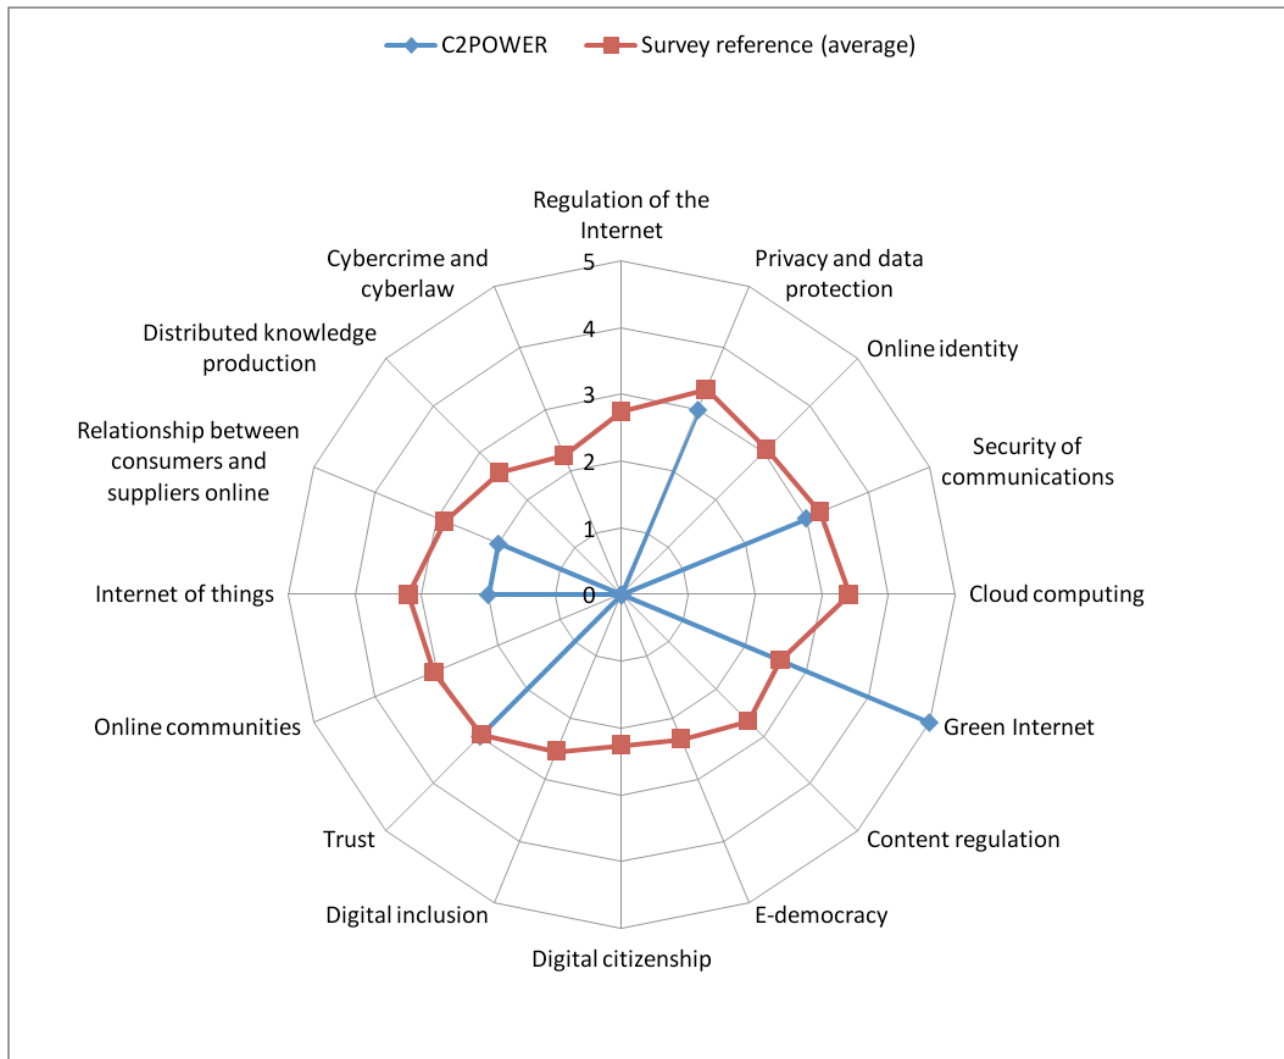 C2POWER
Survey reference (average)
Regulation of the
Internet
Cybercrime and
cyberlaw
Privacy and data
protection
Distributed knowledge
production
Online identity
Relationship between
consumers and
suppliers online
Security of
communications
Internet of things
Cloud computing
Online communities
Green Internet
Trust
Content regulation
Digital inclusion
E-democracy
Digital citizenship
5
4
3
2
1
0